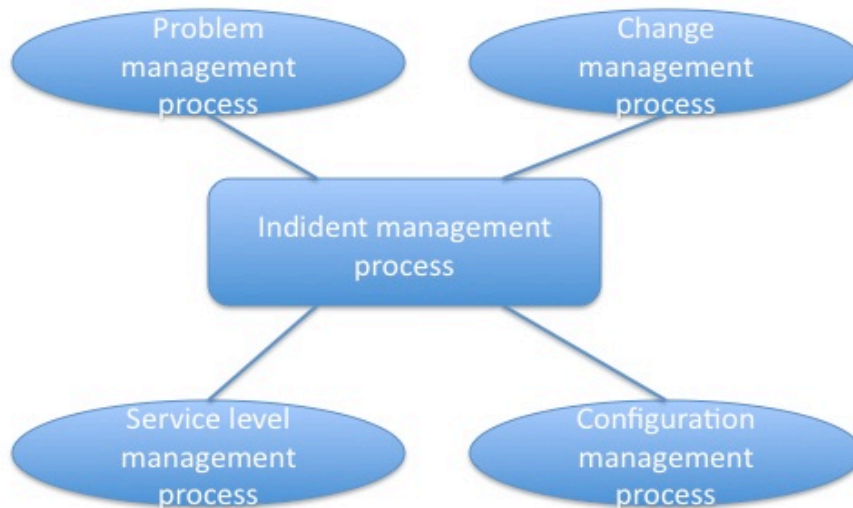 Problem
management
process
Change
management
process
Indident management
process
Service level
management
process
Configuration
management
process